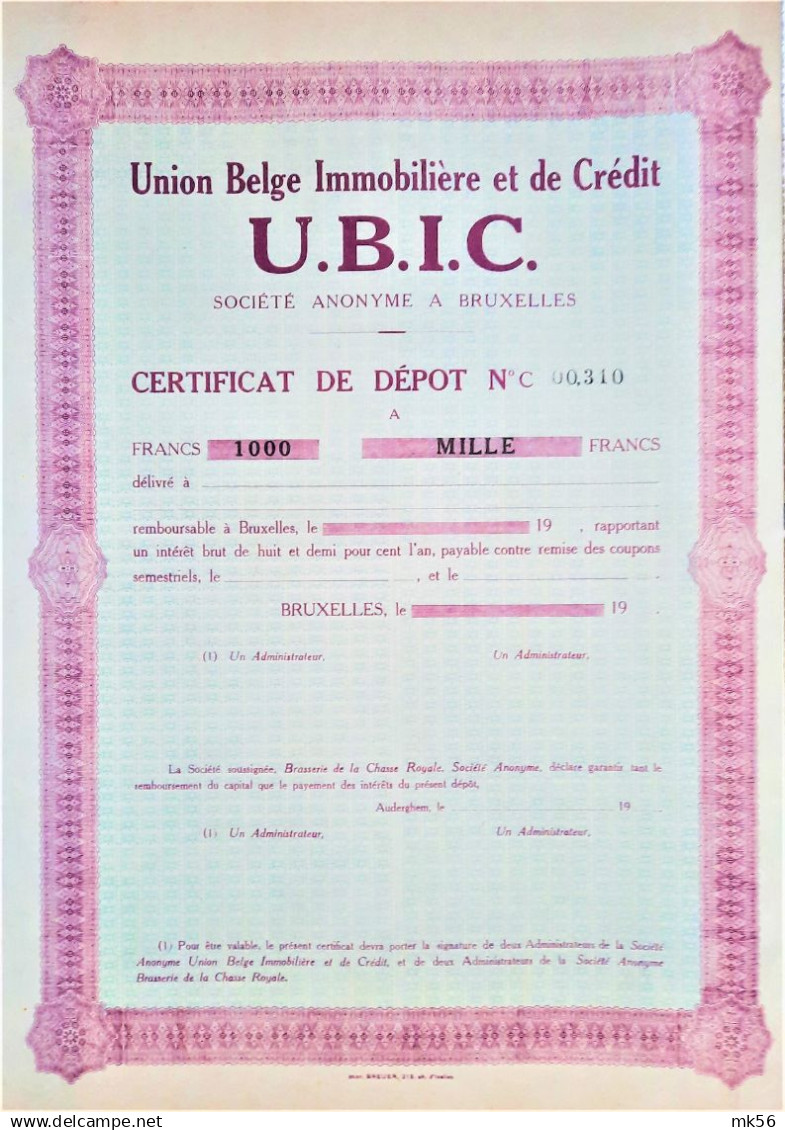 Union Belge Immobilière et de Crédit
U.B.I.C.
SOCIÉTÉ ANONYME A BRUXELLES
CERTIFICAT DE DÉPOT N° C 00,310
A
FRANCS 1000 MILLE FRANCS
délivré à
remboursable à Bruxelles, le 19 , rapportant
un intérêt brut de huit et demi pour cent l'an, payable contre remise des coupons
semestriels, le , et le .
BRUXELLES, le 19 .
(1) Un Administrateur, Un Administrateur,
La Société soussignée, Brasserie de la Chasse Royale, Société Anonyme, déclare garantir tant le
remboursement du capital que le payement des intérêts du présent dépôt,
Auderghem, le 19
(1) Un Administrateur, Un Administrateur,
(1) Pour être valable, le présent certificat devra porter la signature de deux Administrateurs de la Société
Anonyme Union Belge Immobilière et de Crédit, et de deux Administrateurs de la Société Anonyme
Brasserie de la Chasse Royale.
BREUER, ch. d'Ixelles
mk56